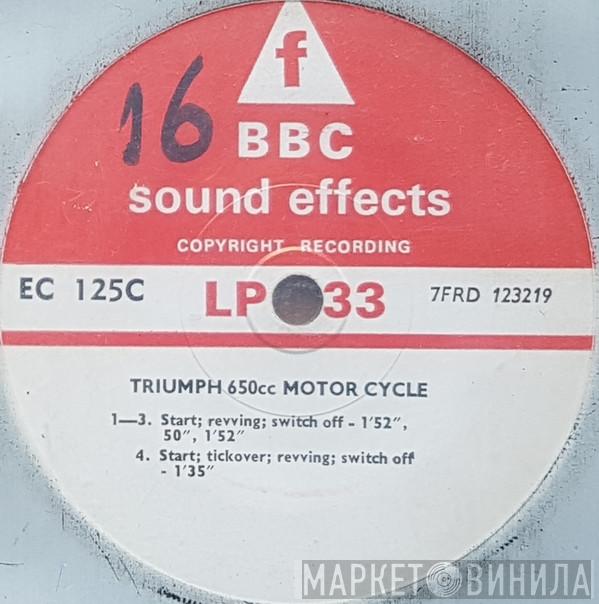 f
16
BBC
sound effects
COPYRIGHT RECORDING
EC 125C LP 33 7FRD 123219
TRIUMPH 650cc MOTOR CYCLE
1—3. Start; revving; switch off - 1'52",
50", 1'52"
4. Start; tickover; revving; switch off
- 1'35"
МАРКЕТ ВИНИЛА